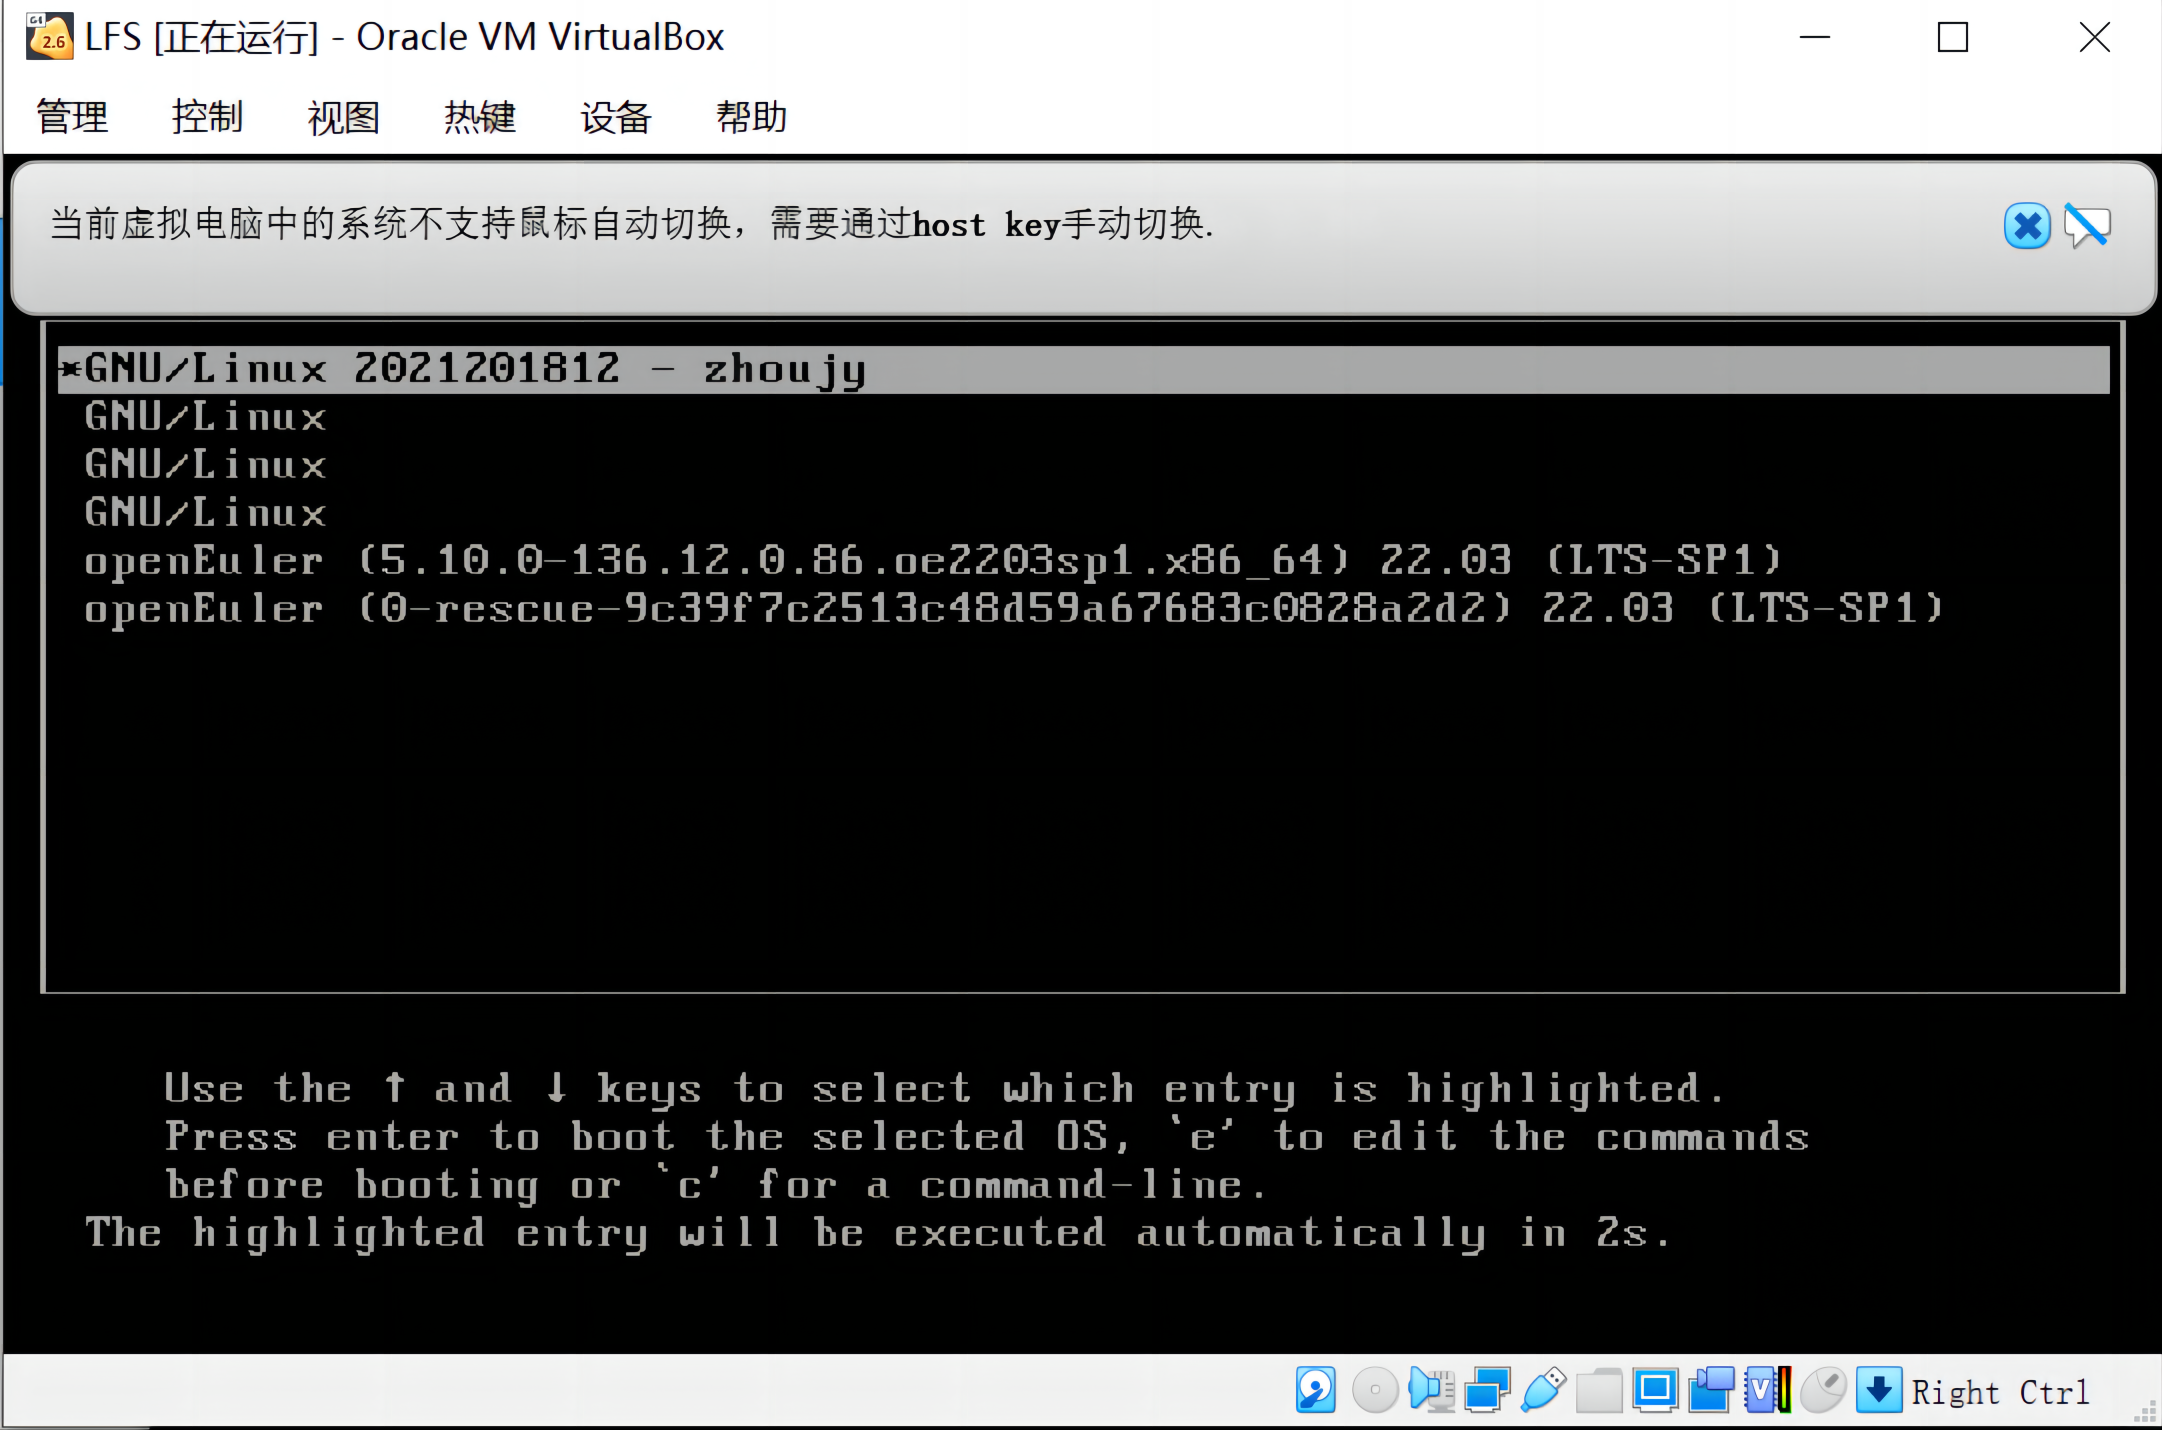 LFS [正在运行] - Oracle VM VirtualBox
管理 控制 视图 热键 设备 帮助
当前虚拟电脑中的系统不支持鼠标自动切换，需要通过host key手动切换.
*GNU/Linux 2021201812 - zhoujy
GNU/Linux
GNU/Linux
GNU/Linux
openEuler (5.10.0-136.12.0.86.oe2203sp1.x86_64) 22.03 (LTS-SP1)
openEuler (0-rescue-9c39f7c2513c48d59a67683c0828a2d2) 22.03 (LTS-SP1)
Use the ↑ and ↓ keys to select which entry is highlighted.
Press enter to boot the selected OS, `e' to edit the commands
before booting or `c' for a command-line.
The highlighted entry will be executed automatically in 2s.
Right Ctrl